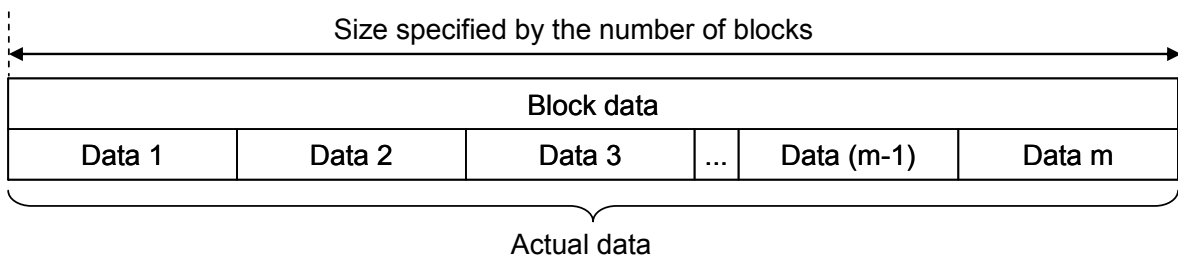 Size specified by the number of blocks
Block data
Data 1 Data 2 Data 3 ... Data (m-1) Data m
Actual data